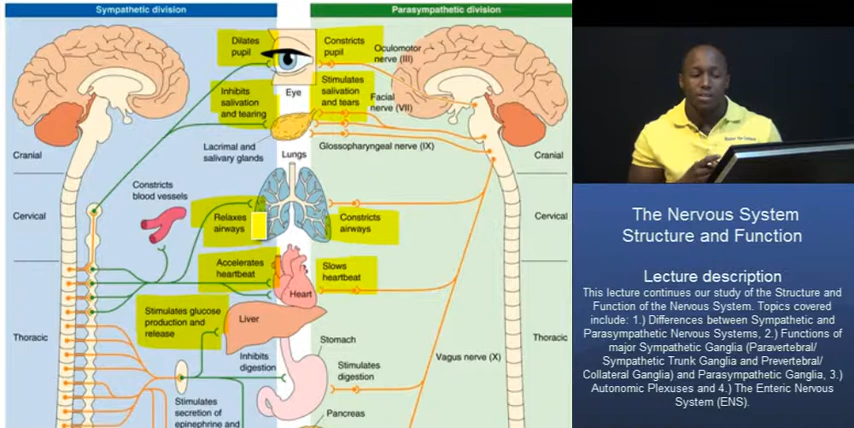 Sympathetic division
Parasympathetic division
Dilates
pupil
Constricts
pupil
Oculomotor
nerve (III)
Inhibits
salivation
and tearing
Eye
Stimulates
salivation
and tears
Facial
nerve (VII)
Lacrimal and
salivary glands
Glossopharyngeal nerve (IX)
Cranial
Cranial
Lungs
Constricts
blood vessels
Cervical
Cervical
Relaxes
airways
Constricts
airways
Accelerates
heartbeat
Slows
heartbeat
Heart
Stimulates glucose
production and
release
Liver
Thoracic
Thoracic
Stomach
Inhibits
digestion
Stimulates
digestion
Vagus nerve (X)
Stimulates
secretion of
epinephrine and
Pancreas
The Nervous System
Structure and Function
Lecture description
This lecture continues our study of the Structure and
Function of the Nervous System. Topics covered
include: 1.) Differences between Sympathetic and
Parasympathetic Nervous Systems, 2.) Functions of
major Sympathetic Ganglia (Paravertebral/
Sympathetic Trunk Ganglia and Prevertebral/
Collateral Ganglia) and Parasympathetic Ganglia, 3.)
Autonomic Plexuses and 4.) The Enteric Nervous
System (ENS).